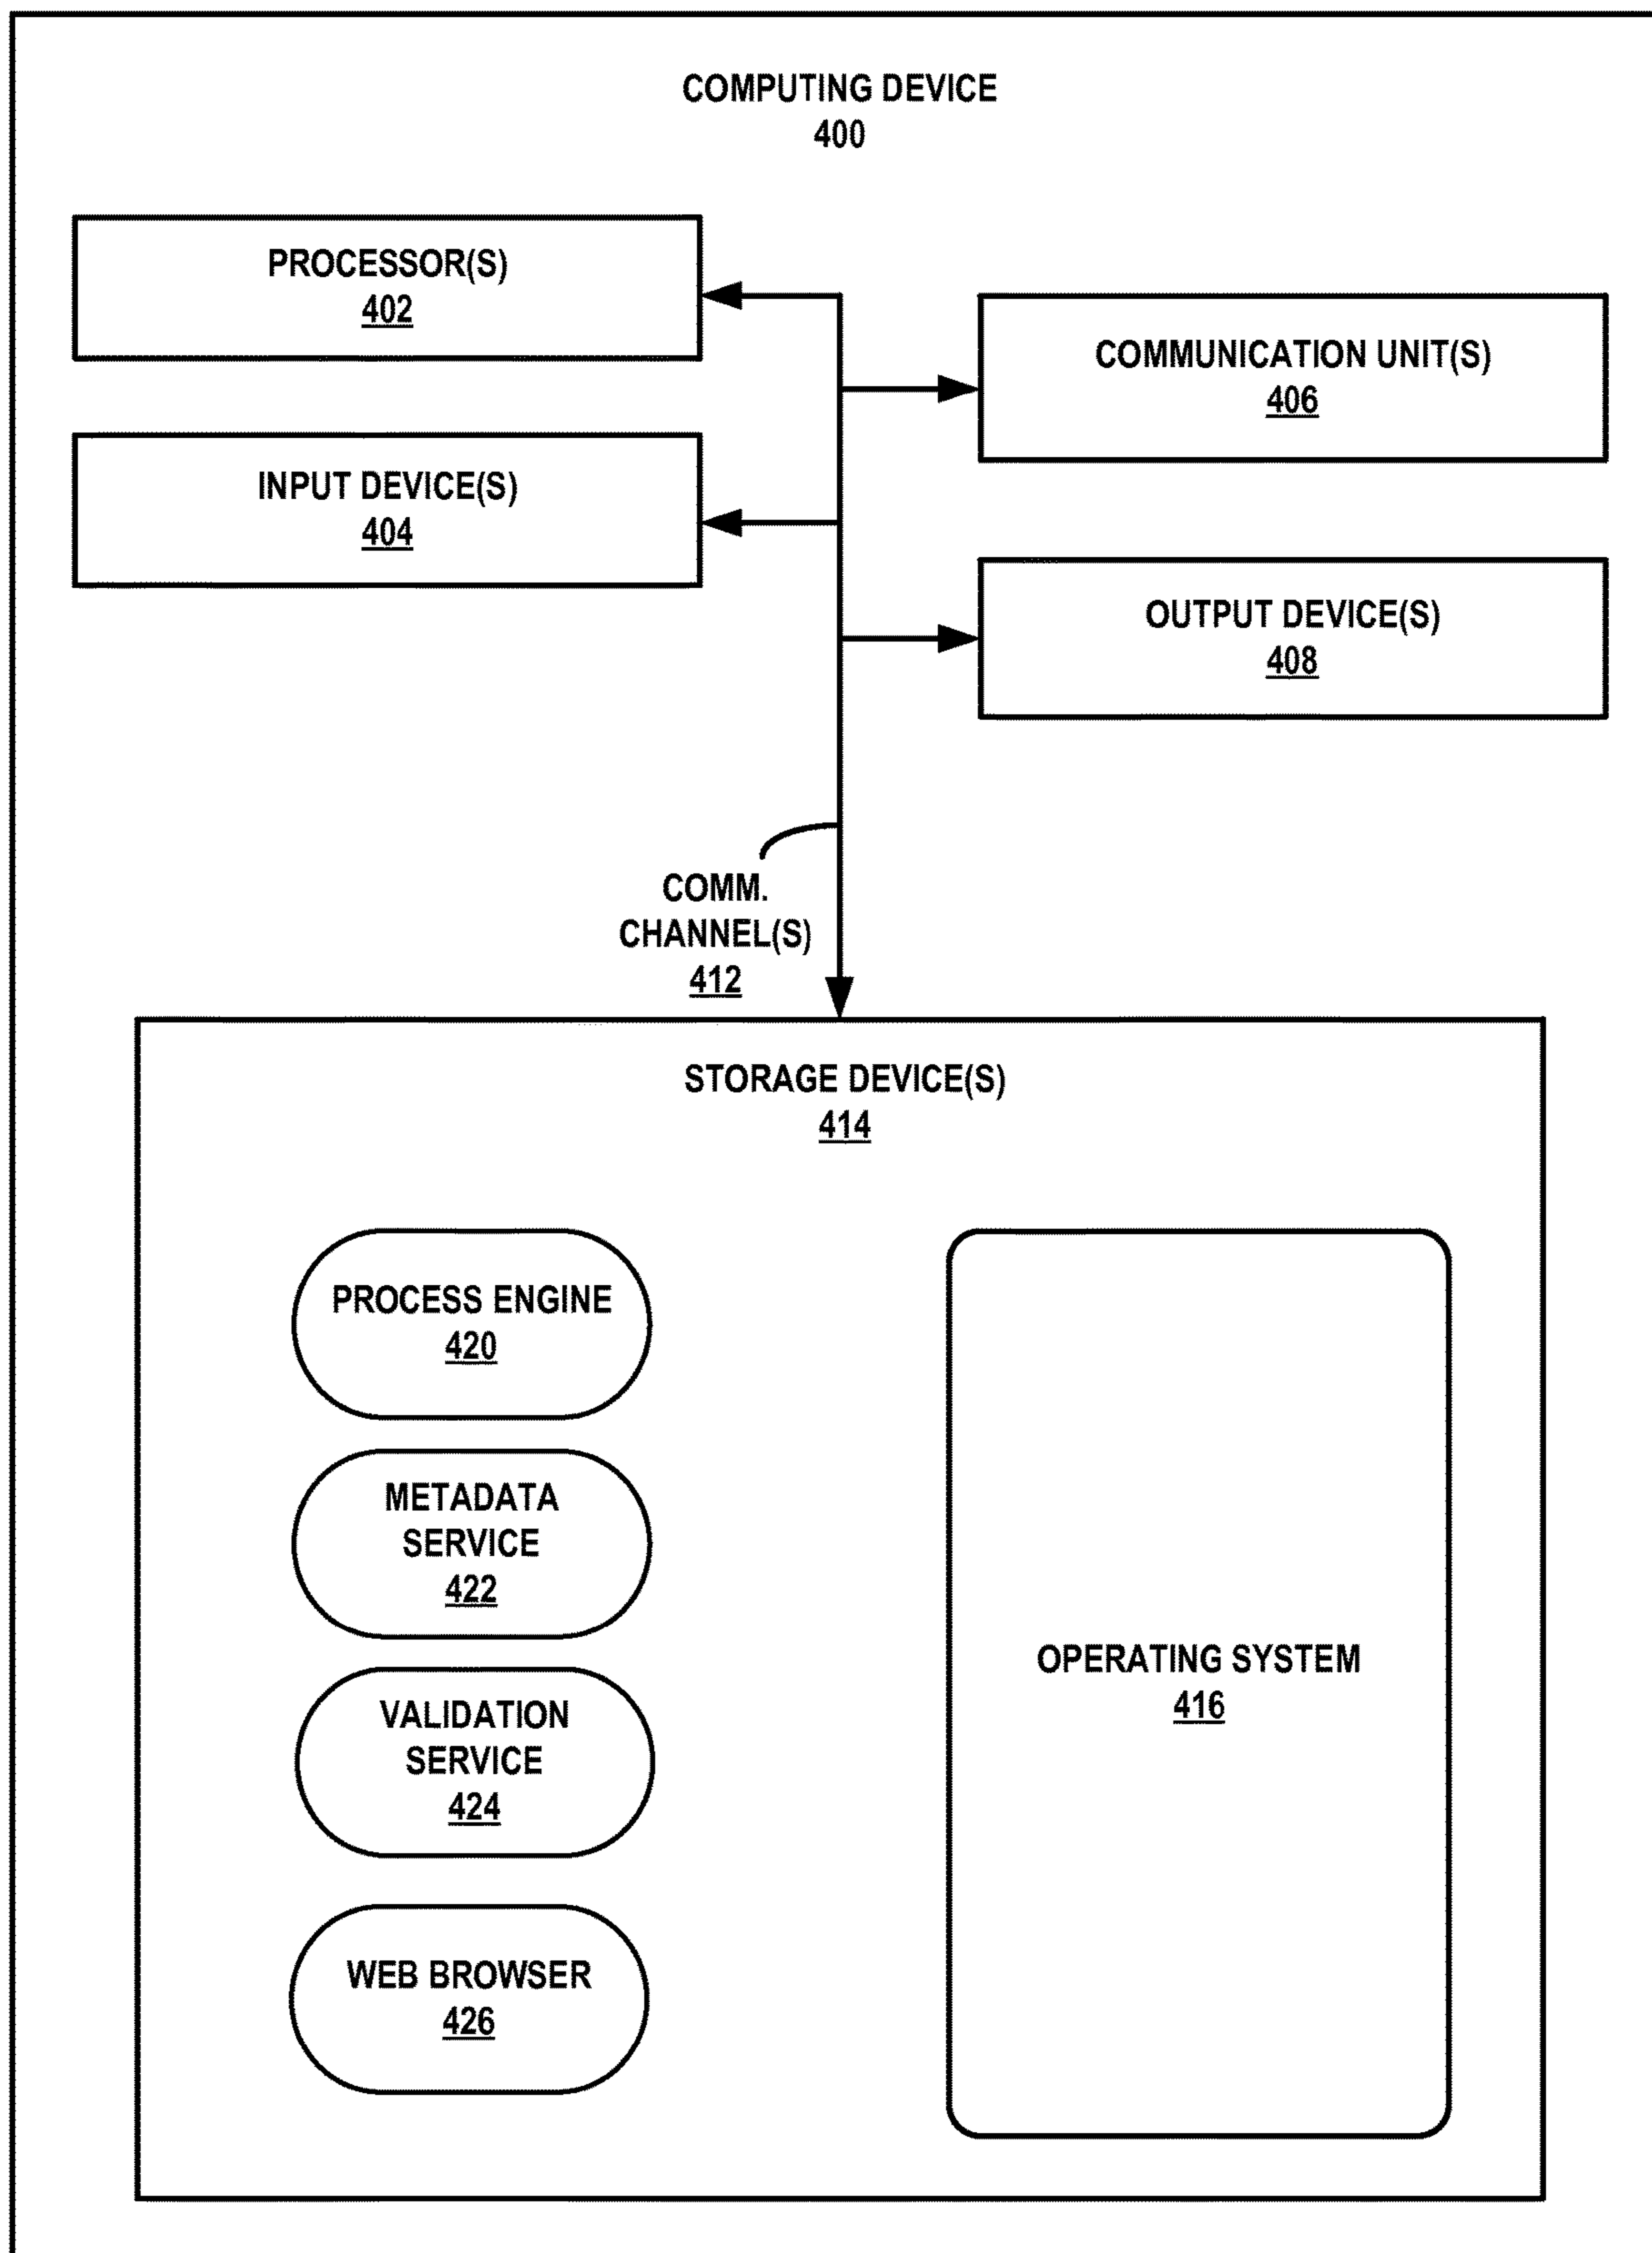 COMPUTING DEVICE
400
PROCESSOR(S)
402
COMMUNICATION UNIT(S)
406
INPUT DEVICE(S)
404
OUTPUT DEVICE(S)
408
COMM.
CHANNEL(S)
412
STORAGE DEVICE(S)
414
PROCESS ENGINE
420
METADATA
SERVICE
422
VALIDATION
SERVICE
424
WEB BROWSER
426
OPERATING SYSTEM
416